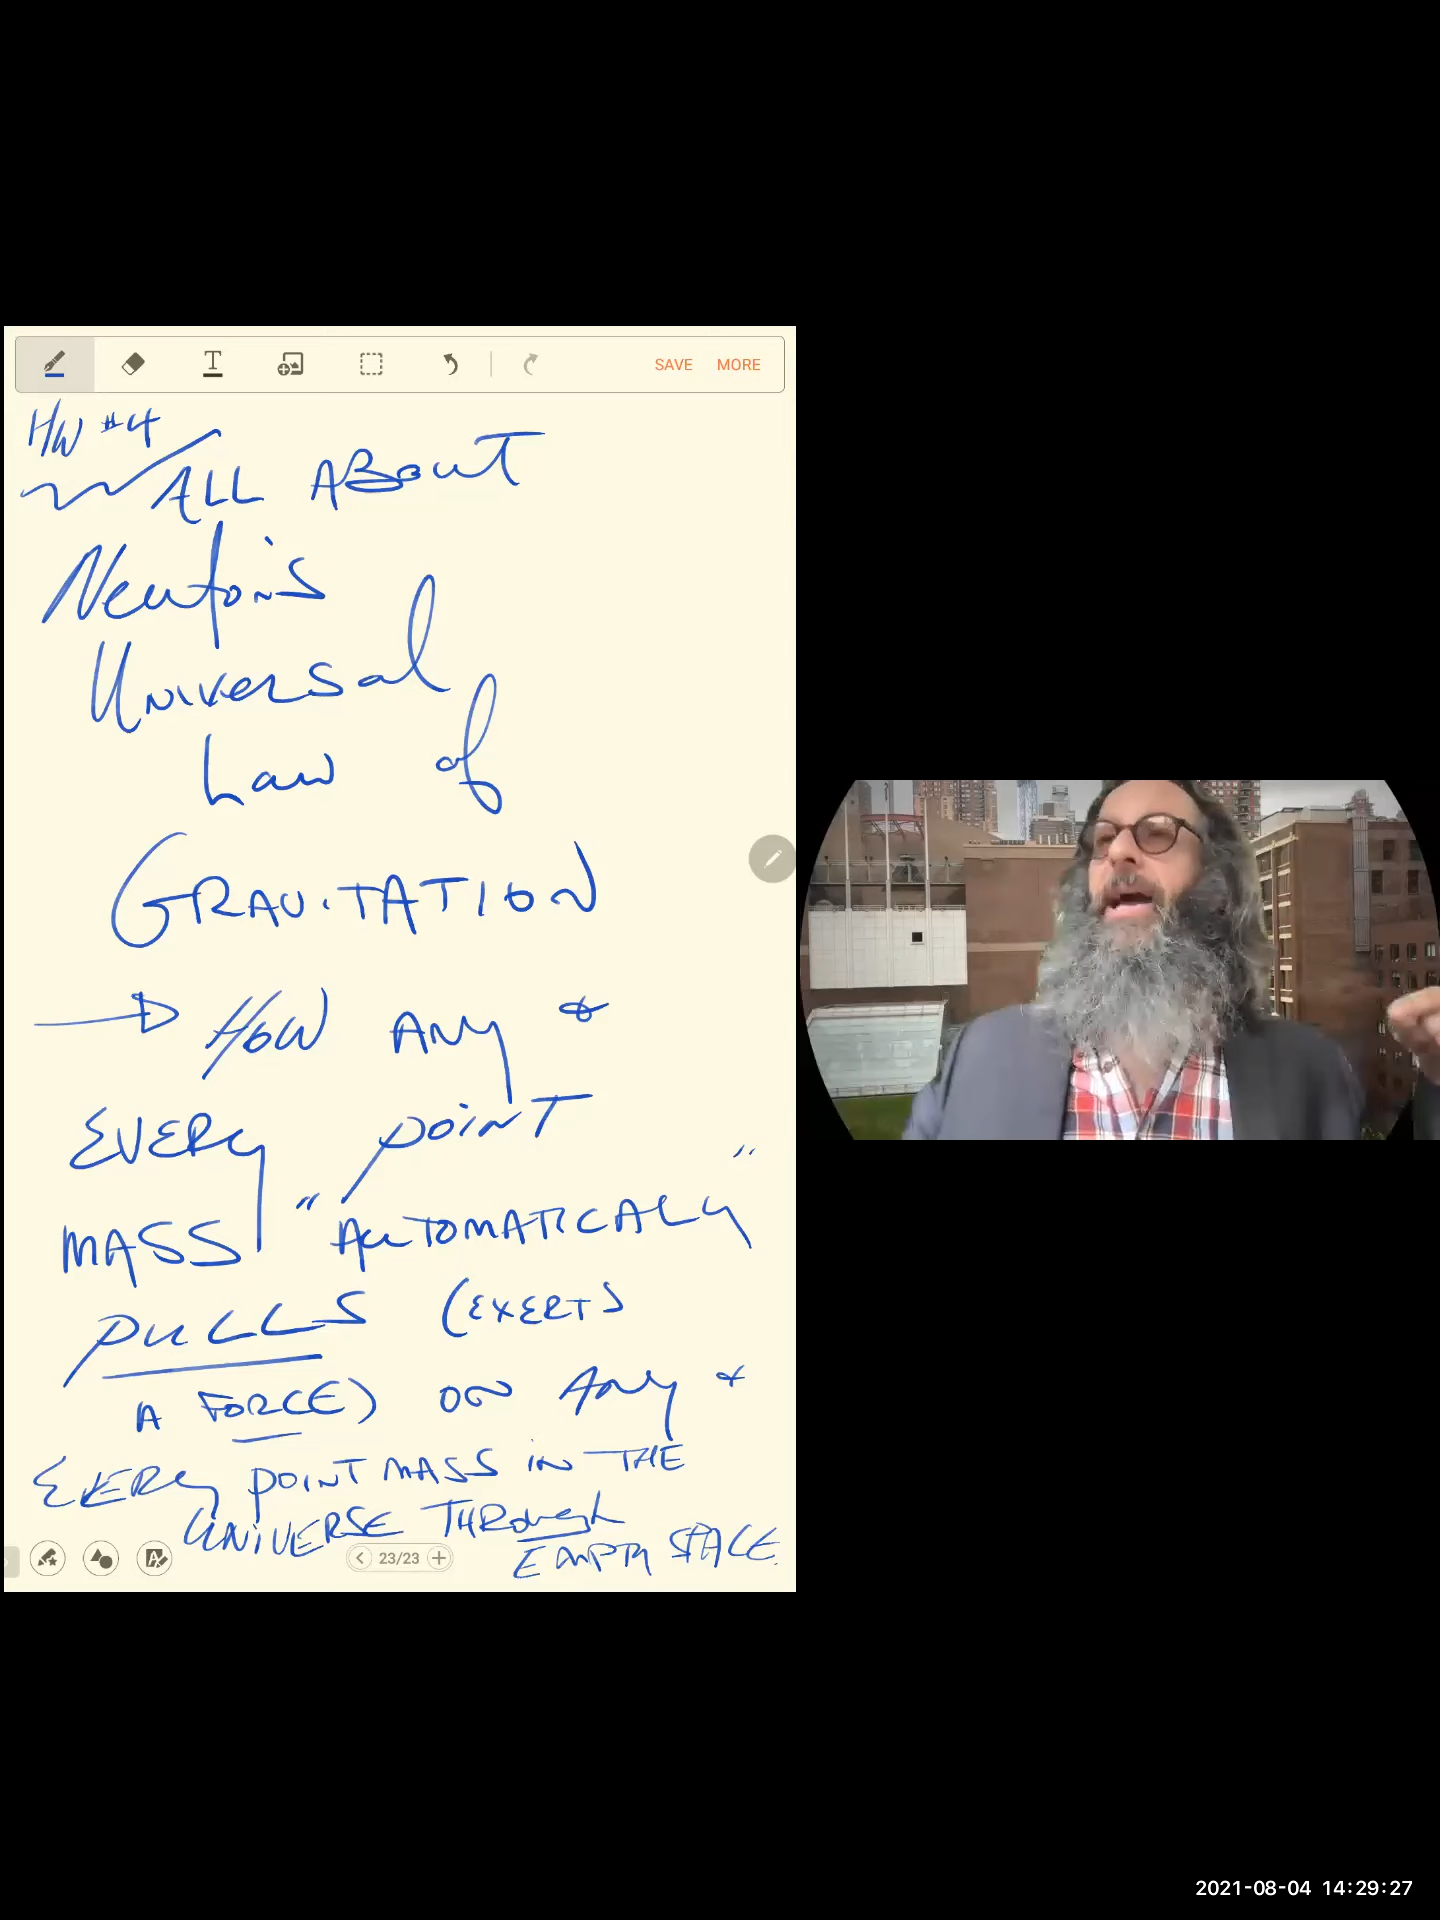 SAVE MORE
HW #4
ALL ABOUT
Newton's
Universal
Law of
GRAVITATION
→ HOW ANY &
EVERY POINT
MASS "AUTOMATICALLY"
PULLS (EXERTS
A FORCE) ON ANY &
EVERY POINT MASS IN THE
UNIVERSE THROUGH
EMPTY SPACE.
23/23
2021-08-04 14:29:27